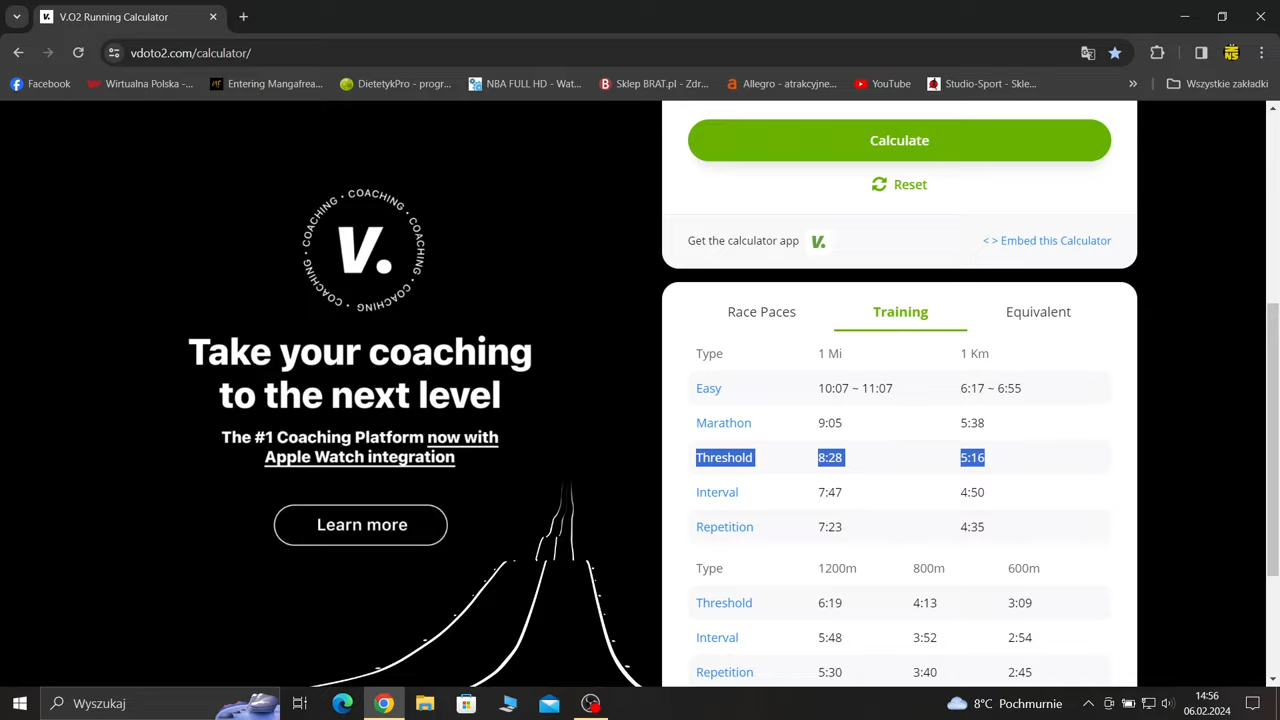 V.O2 Running Calculator
vdoto2.com/calculator/
Facebook
Wirtualna Polska -...
Entering Mangafrea...
DietetykPro - progr...
NBA FULL HD - Wat...
Sklep BRAT.pl - Zdr...
Allegro - atrakcyjne...
YouTube
Studio-Sport - Skle...
Wszystkie zakładki
Calculate
Reset
Get the calculator app V.
< > Embed this Calculator
COACHING • COACHING • COACHING • COACHING •
V.
Take your coaching
to the next level
The #1 Coaching Platform now with
Apple Watch integration
Learn more
Race Paces Training Equivalent
Type 1 Mi 1 Km
Easy 10:07 ~ 11:07 6:17 ~ 6:55
Marathon 9:05 5:38
Threshold 8:28 5:16
Interval 7:47 4:50
Repetition 7:23 4:35
Type 1200m 800m 600m
Threshold 6:19 4:13 3:09
Interval 5:48 3:52 2:54
Repetition 5:30 3:40 2:45
Wyszukaj
8°C Pochmurnie
14:56
06.02.2024